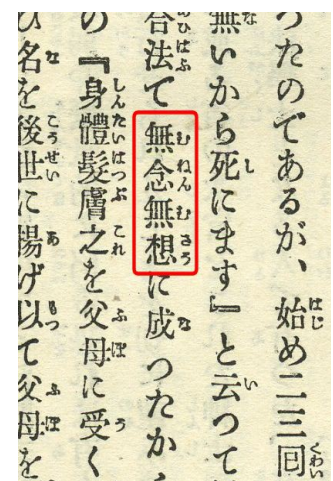 つたのであるが、始め二三囘
無いから死にます』と云つて
合法て無念無想に成つたか
の『身體髮膚之を父母に受く
ひ名を後世に揚げ以て父母を